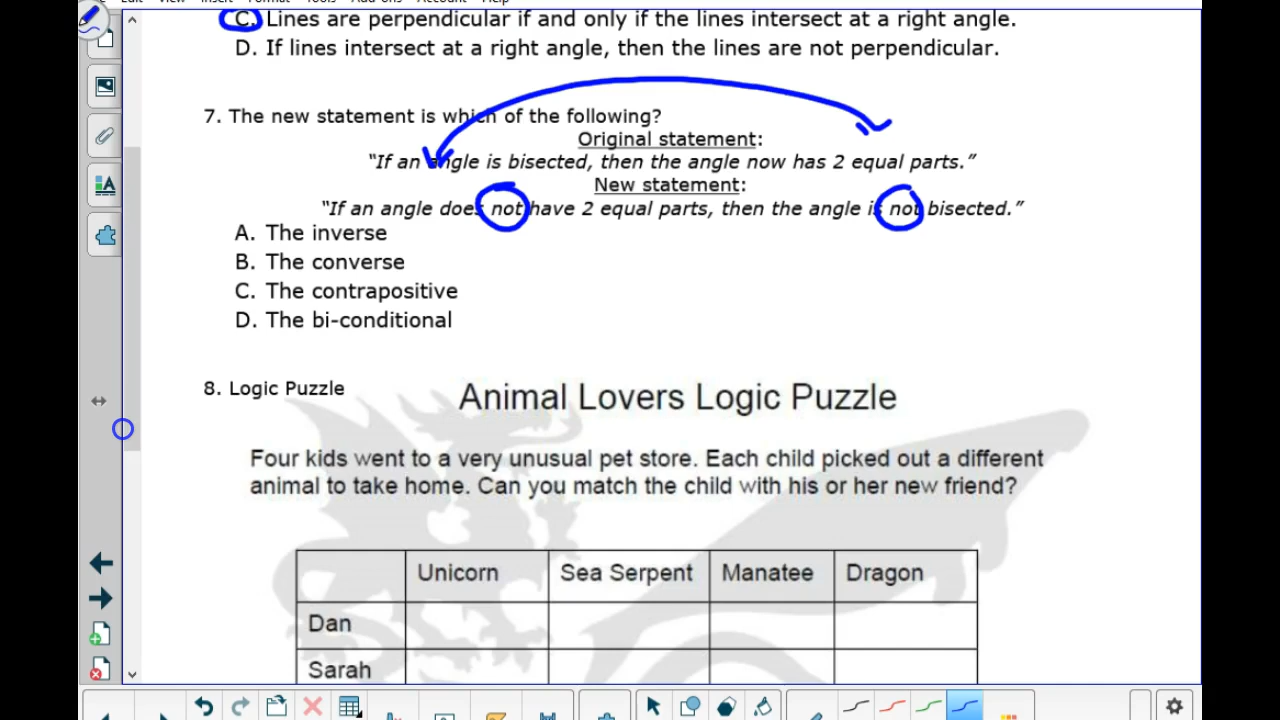 C. Lines are perpendicular if and only if the lines intersect at a right angle.
D. If lines intersect at a right angle, then the lines are not perpendicular.
7. The new statement is which of the following?
Original statement:
“If an angle is bisected, then the angle now has 2 equal parts.”
New statement:
“If an angle does not have 2 equal parts, then the angle is not bisected.”
A. The inverse
B. The converse
C. The contrapositive
D. The bi-conditional
8. Logic Puzzle
Animal Lovers Logic Puzzle
Four kids went to a very unusual pet store. Each child picked out a different
animal to take home. Can you match the child with his or her new friend?
Unicorn Sea Serpent Manatee Dragon
Dan
Sarah